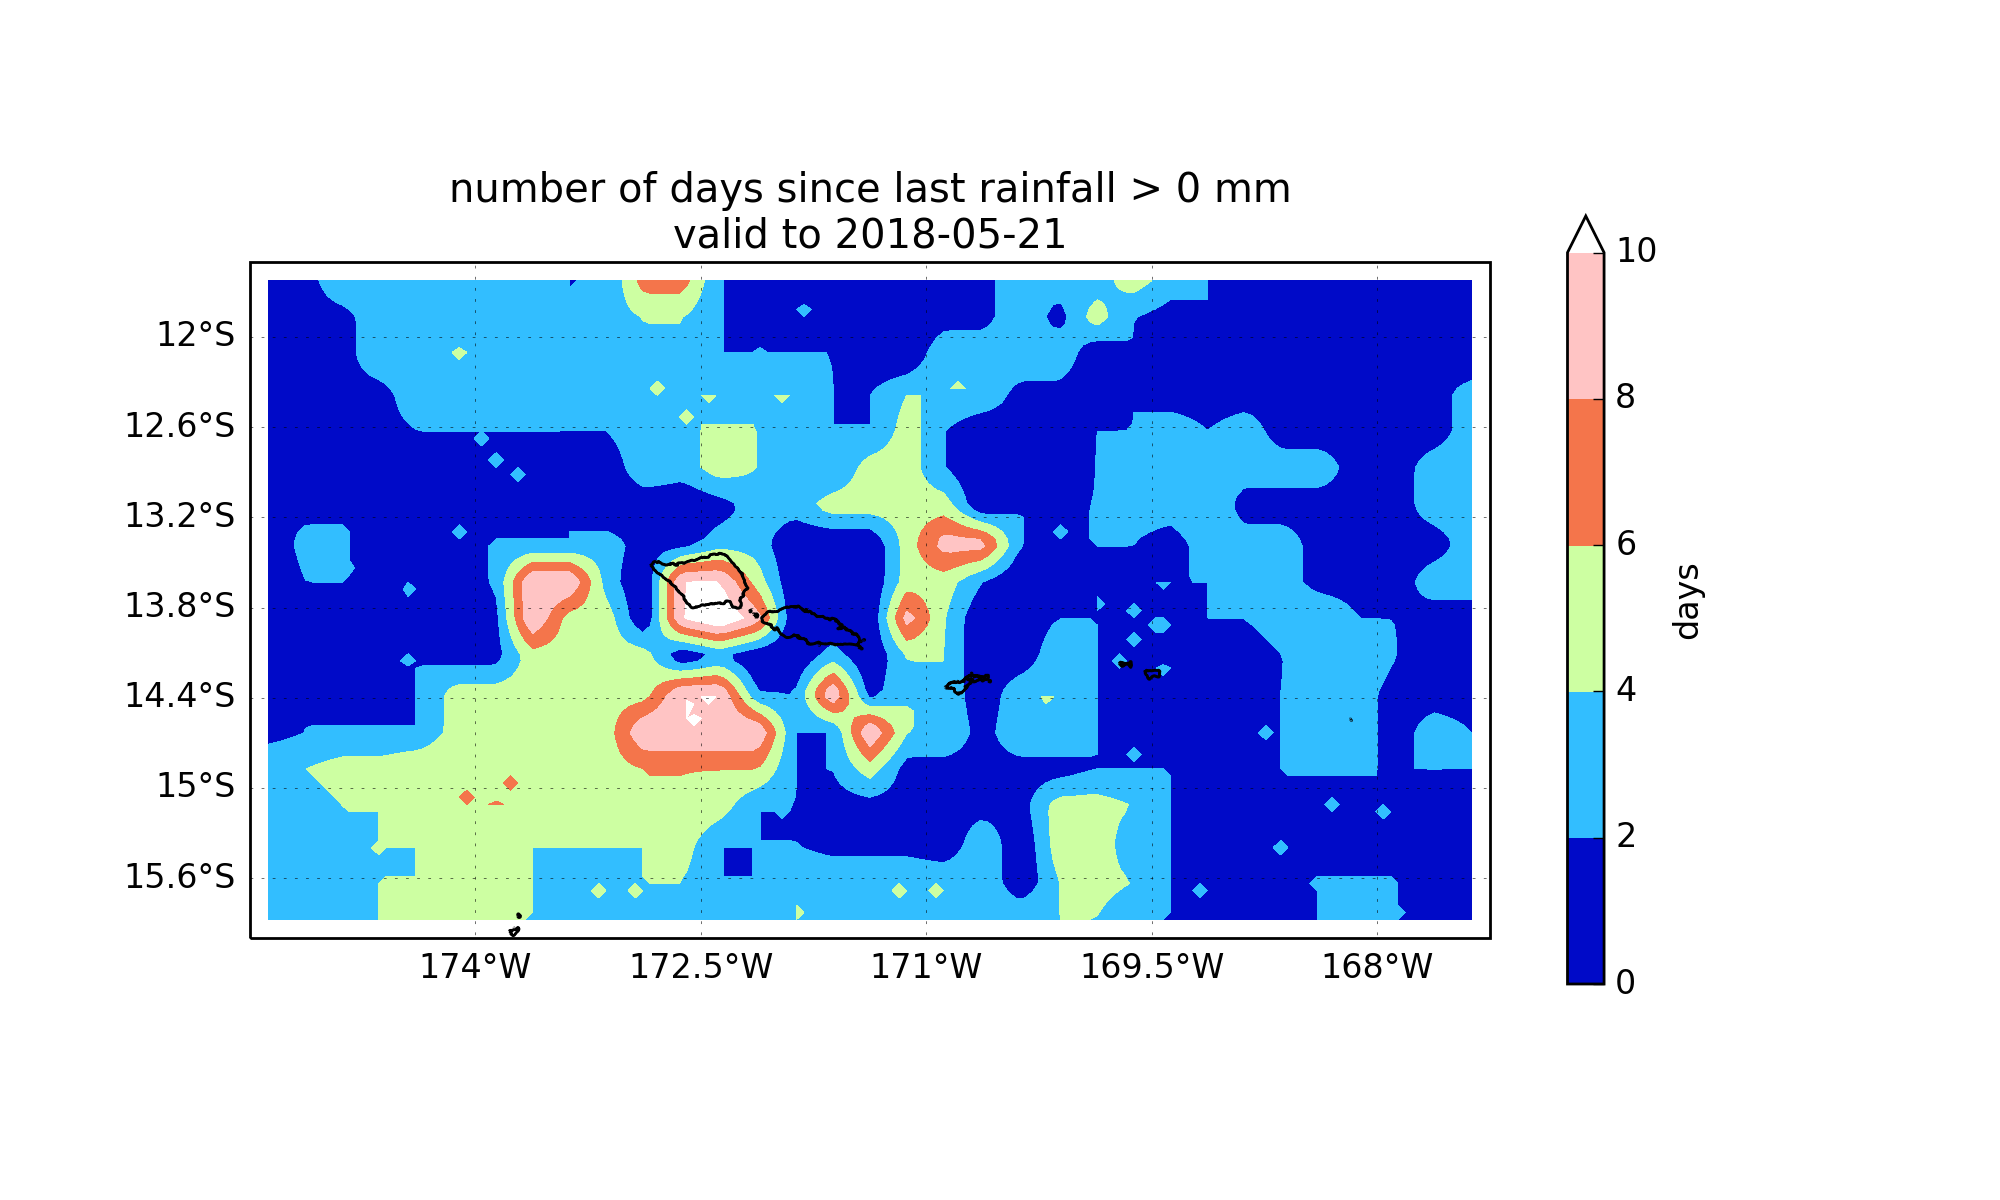 number of days since last rainfall > 0 mm
valid to 2018-05-21
12°S
12.6°S
13.2°S
13.8°S
14.4°S
15°S
15.6°S
174°W 172.5°W 171°W 169.5°W 168°W
10
8
6
4
2
0
days